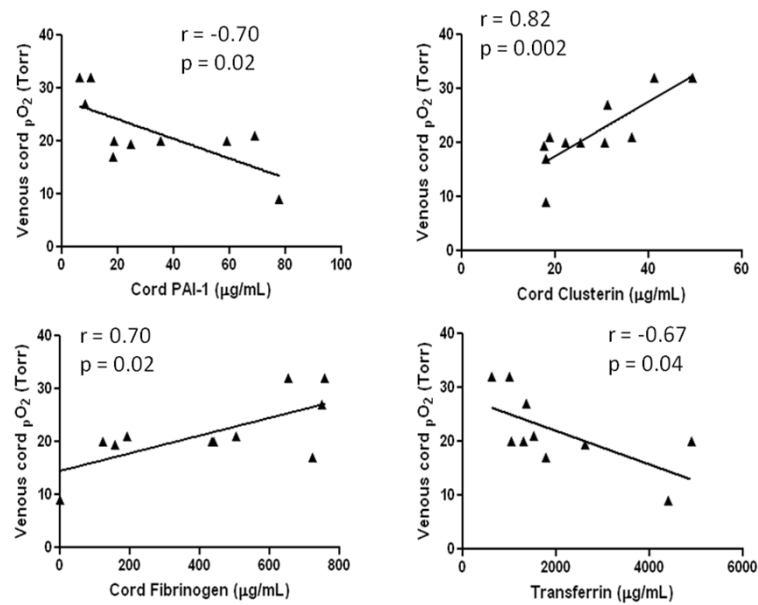 r = -0.70
p = 0.02
Venous cord pO2 (Torr)
40
30
20
10
0
0 20 40 60 80 100
Cord PAI-1 (μg/mL)
r = 0.82
p = 0.002
Venous cord pO2 (Torr)
40
30
20
10
0
0 20 40 60
Cord Clusterin (μg/mL)
r = 0.70
p = 0.02
Venous cord pO2 (Torr)
40
30
20
10
0
0 200 400 600 800
Cord Fibrinogen (μg/mL)
r = -0.67
p = 0.04
Venous cord pO2 (Torr)
40
30
20
10
0
0 2000 4000 6000
Transferrin (μg/mL)